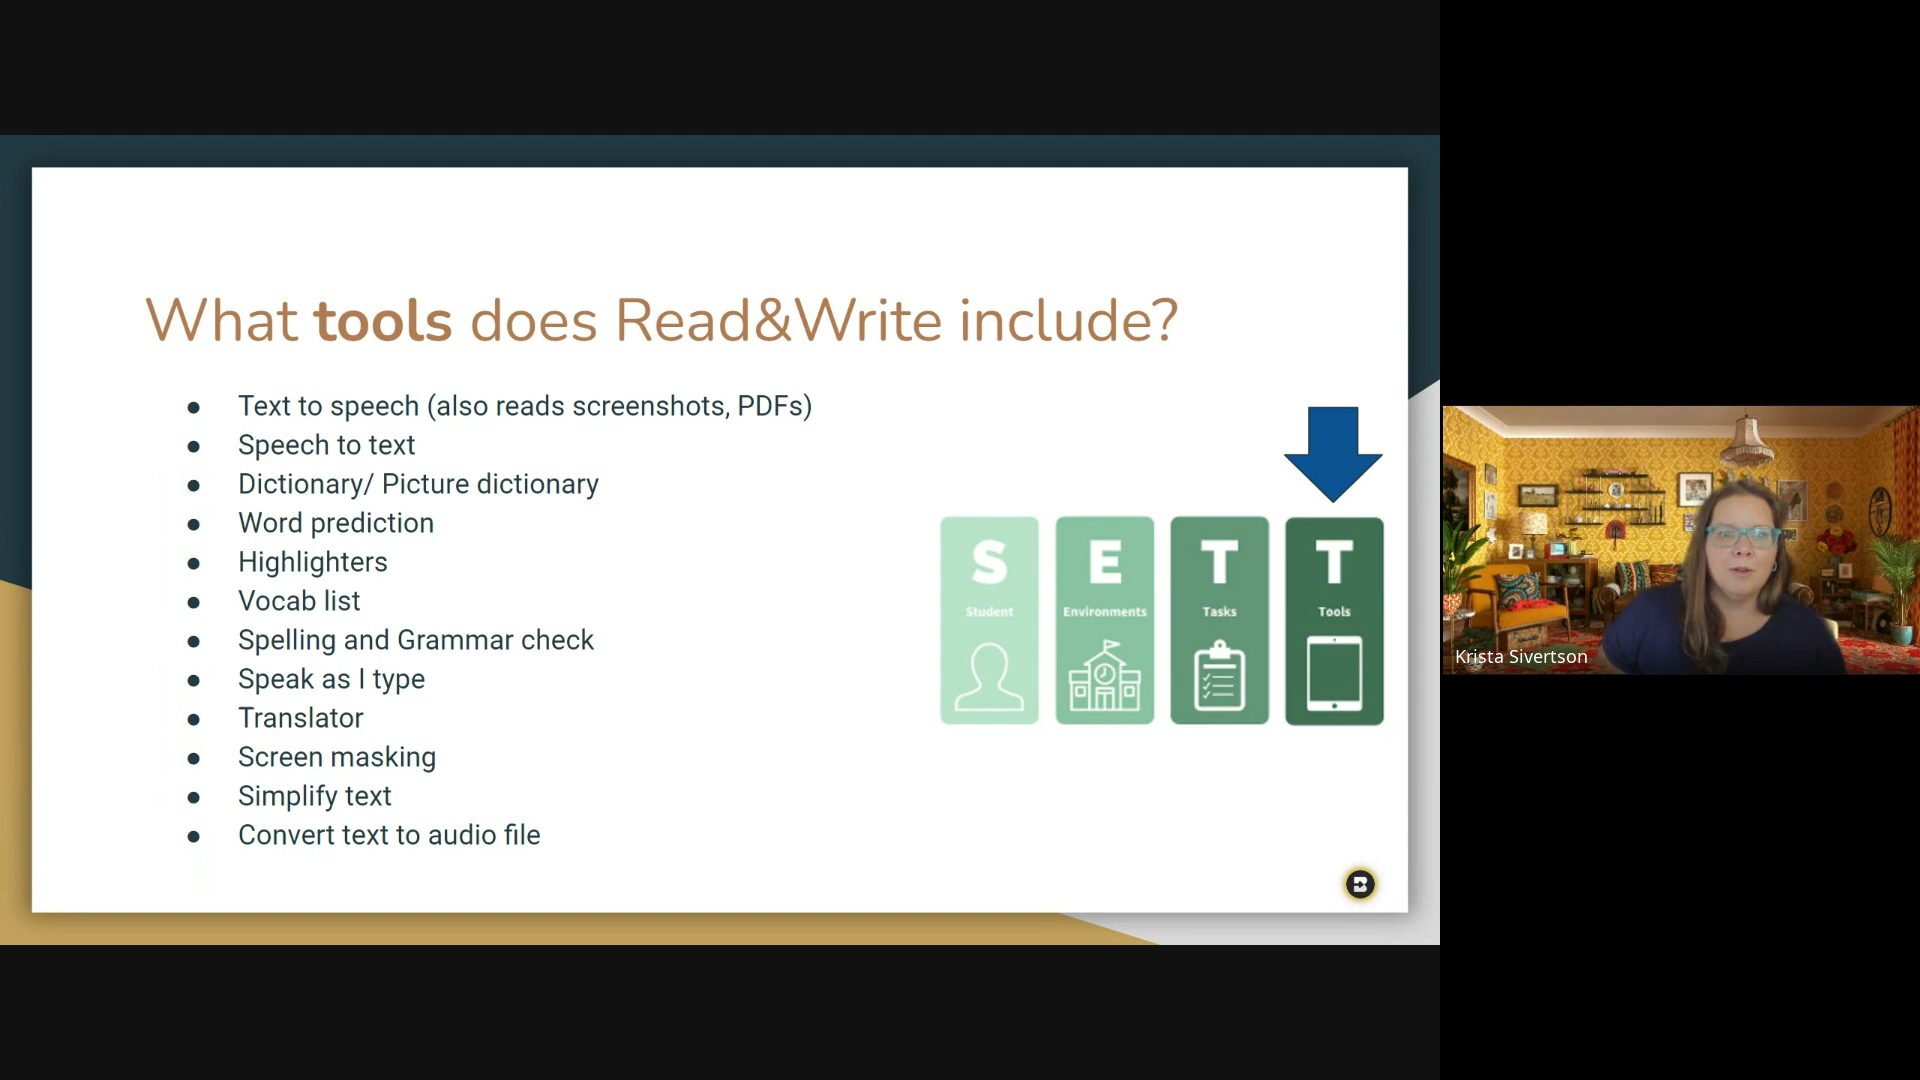 What tools does Read&Write include?
Text to speech (also reads screenshots, PDFs)
Speech to text
Dictionary/ Picture dictionary
Word prediction
Highlighters
Vocab list
Spelling and Grammar check
Speak as I type
Translator
Screen masking
Simplify text
Convert text to audio file
S
Student
E
Environments
T
Tasks
T
Tools
B
Krista Sivertson